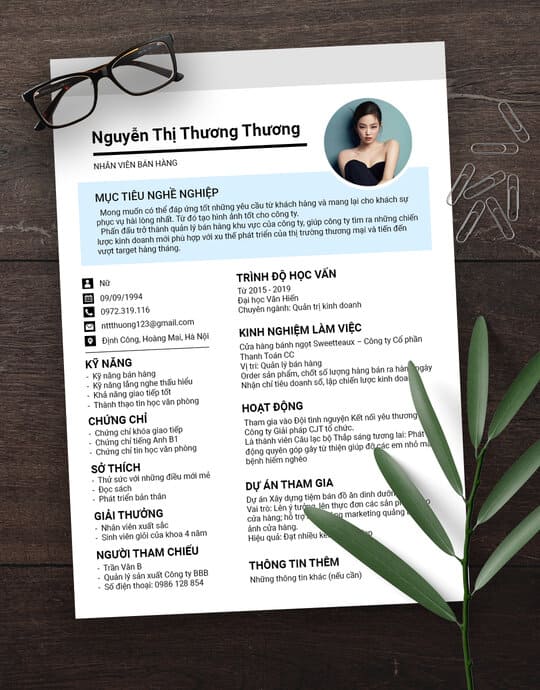 Nguyễn Thị Thương Thương
NHÂN VIÊN BÁN HÀNG
MỤC TIÊU NGHỀ NGHIỆP
Mong muốn có thể đáp ứng tốt những yêu cầu từ khách hàng và mang lại cho khách sự
phục vụ hài lòng nhất. Từ đó tạo hình ảnh tốt cho công ty.
Phấn đấu trở thành quản lý bán hàng khu vực của công ty, giúp công ty tìm ra những chiến
lược kinh doanh mới phù hợp với xu thế phát triển của thị trường thương mại và tiến đến
vượt target hàng tháng.
Nữ
09/09/1994
0972.319.116
nttthuong123@gmail.com
Định Công, Hoàng Mai, Hà Nội
KỸ NĂNG
- Kỹ năng bán hàng
- Kỹ năng lắng nghe thấu hiểu
- Khả năng giao tiếp tốt
- Thành thạo tin học văn phòng
CHỨNG CHỈ
- Chứng chỉ khóa giao tiếp
- Chứng chỉ tiếng Anh B1
- Chứng chỉ tin học văn phòng
SỞ THÍCH
- Thử sức với những điều mới mẻ
- Đọc sách
- Phát triển bản thân
GIẢI THƯỞNG
- Nhân viên xuất sắc
- Sinh viên giỏi của khoa 4 năm
NGƯỜI THAM CHIẾU
- Trần Văn B
- Quản lý sản xuất Công ty BBB
- Số điện thoại: 0986 128 854
TRÌNH ĐỘ HỌC VẤN
Từ 2015 - 2019
Đại học Văn Hiến
Chuyên ngành: Quản trị kinh doanh
KINH NGHIỆM LÀM VIỆC
Cửa hàng bánh ngọt Sweetteaux – Công ty Cổ phần
Thanh Toán CC
Vị trí: Quản lý bán hàng
Order sản phẩm, chốt số lượng hàng bán ra hàng ngày
Nhận chỉ tiêu doanh số, lập chiến lược kinh doanh
HOẠT ĐỘNG
Tham gia vào Đội tình nguyện Kết nối yêu thương
Công ty Giải pháp CJT tổ chức.
Là thành viên Câu lạc bộ Thắp sáng tương lai: Phát
động quyên góp gây từ thiện giúp đỡ các em nhỏ
bệnh hiểm nghèo
DỰ ÁN THAM GIA
Dự án Xây dựng tiệm bán đồ ăn dinh dưỡng
Vai trò: Lên ý tưởng, lên thực đơn các sản
cửa hàng; hỗ trợ marketing quảng
ảnh cửa hàng.
Hiệu quả: Đạt nhiều
THÔNG TIN THÊM
Những thông tin khác (nếu cần)